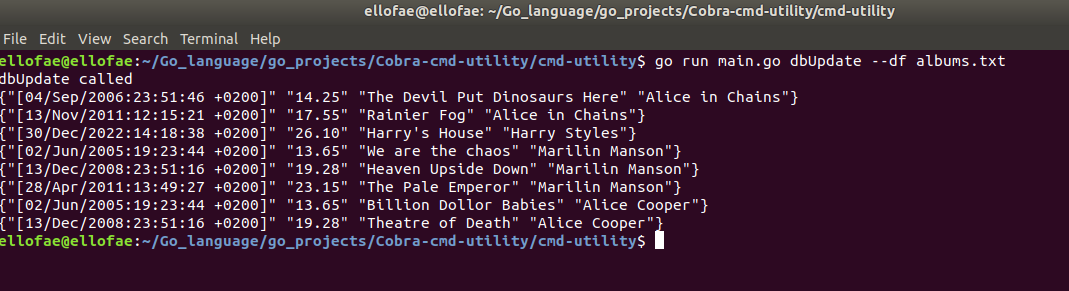 ellofae@ellofae: ~/Go_language/go_projects/Cobra-cmd-utility/cmd-utility
File Edit View Search Terminal Help
ellofae@ellofae:~/Go_language/go_projects/Cobra-cmd-utility/cmd-utility$ go run main.go dbUpdate --df albums.txt
dbUpdate called
{"[04/Sep/2006:23:51:46 +0200]" "14.25" "The Devil Put Dinosaurs Here" "Alice in Chains"}
{"[13/Nov/2011:12:15:21 +0200]" "17.55" "Rainier Fog" "Alice in Chains"}
{"[30/Dec/2022:14:18:38 +0200]" "26.10" "Harry's House" "Harry Styles"}
{"[02/Jun/2005:19:23:44 +0200]" "13.65" "We are the chaos" "Marilin Manson"}
{"[13/Dec/2008:23:51:16 +0200]" "19.28" "Heaven Upside Down" "Marilin Manson"}
{"[28/Apr/2011:13:49:27 +0200]" "23.15" "The Pale Emperor" "Marilin Manson"}
{"[02/Jun/2005:19:23:44 +0200]" "13.65" "Billion Dollor Babies" "Alice Cooper"}
{"[13/Dec/2008:23:51:16 +0200]" "19.28" "Theatre of Death" "Alice Cooper"}
ellofae@ellofae:~/Go_language/go_projects/Cobra-cmd-utility/cmd-utility$